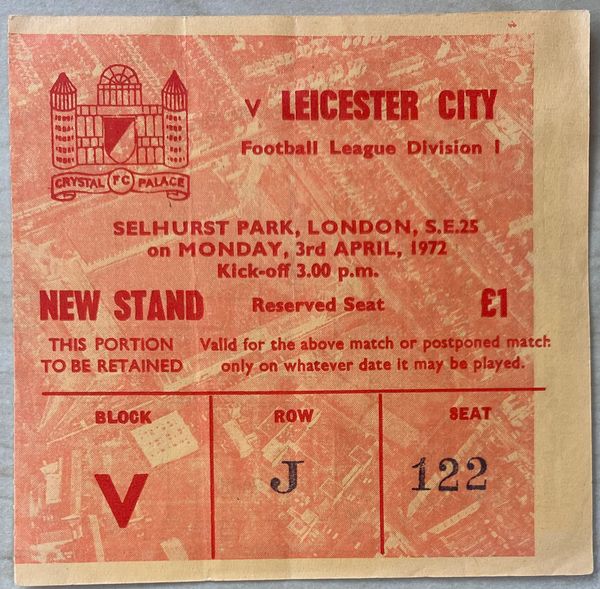 V LEICESTER CITY
Football League Division 1
CRYSTAL FC PALACE
SELHURST PARK, LONDON, S.E.25
on MONDAY, 3rd APRIL, 1972
Kick-off 3.00 p.m.
NEW STAND Reserved Seat £1
THIS PORTION Valid for the above match or postponed match
TO BE RETAINED only on whatever date it may be played.
BLOCK ROW SEAT
V J 122